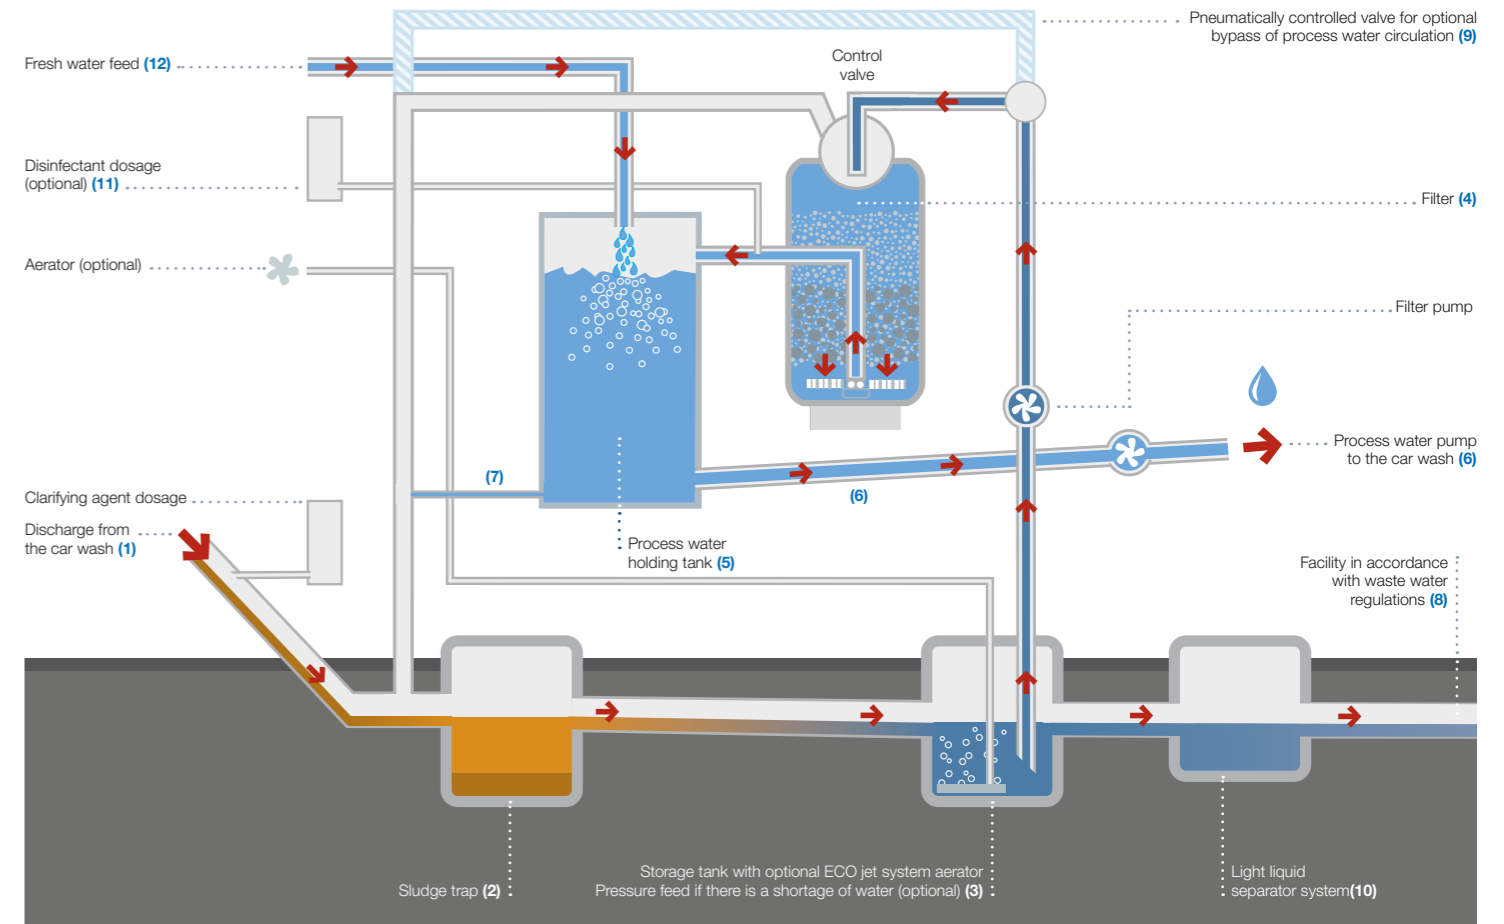 Pneumatically controlled valve for optional
bypass of process water circulation (9)
Fresh water feed (12)
Control
valve
Disinfectant dosage
(optional) (11)
Filter (4)
Aerator (optional)
Filter pump
Process water pump
to the car wash (6)
(7)
(6)
Clarifying agent dosage
Discharge from
the car wash (1)
Process water
holding tank (5)
Facility in accordance
with waste water
regulations (8)
Storage tank with optional ECO jet system aerator
Pressure feed if there is a shortage of water (optional) (3)
Sludge trap (2)
Light liquid
separator system(10)